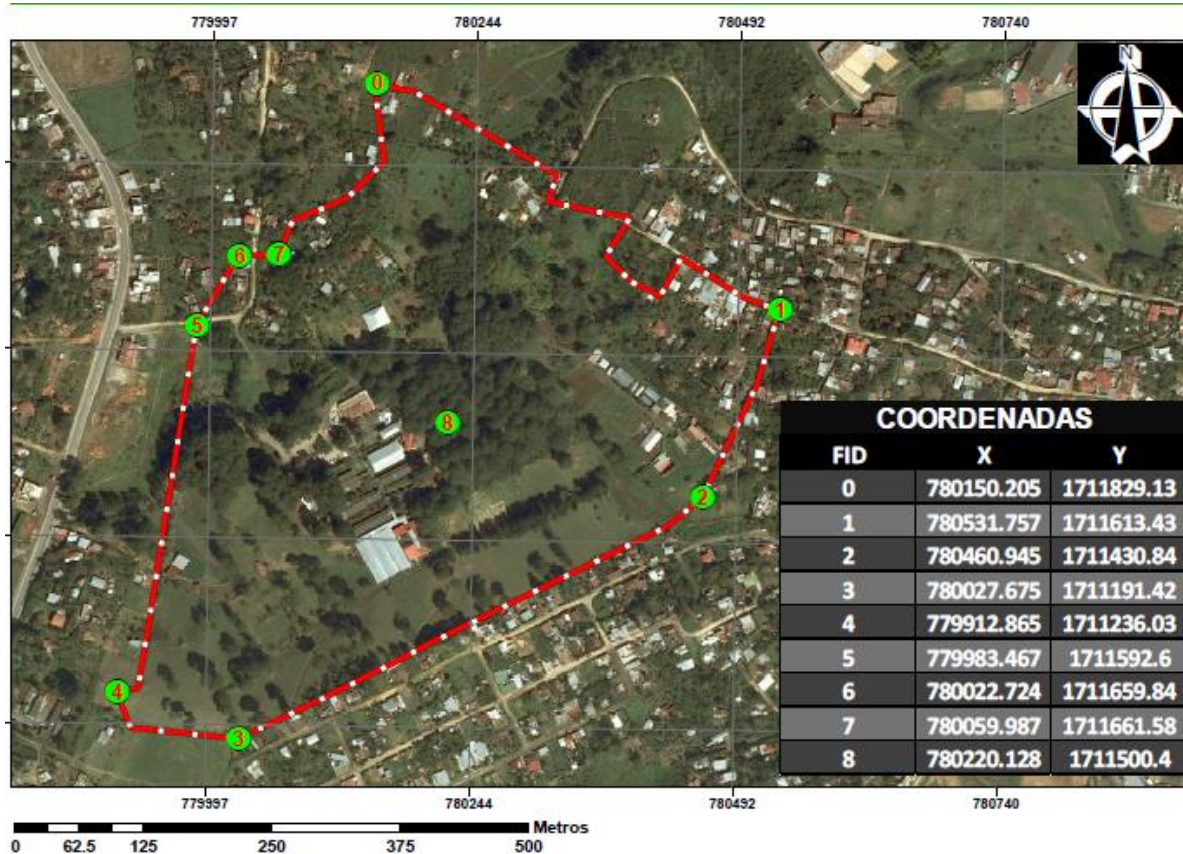 779997 780244 780492 780740
N
0
6 7
1
5
8
2
4
3
COORDENADAS
FID X Y
0 780150.205 1711829.13
1 780531.757 1711613.43
2 780460.945 1711430.84
3 780027.675 1711191.42
4 779912.865 1711236.03
5 779983.467 1711592.6
6 780022.724 1711659.84
7 780059.987 1711661.58
8 780220.128 1711500.4
779997 780244 780492 780740
Metros
0 62.5 125 250 375 500